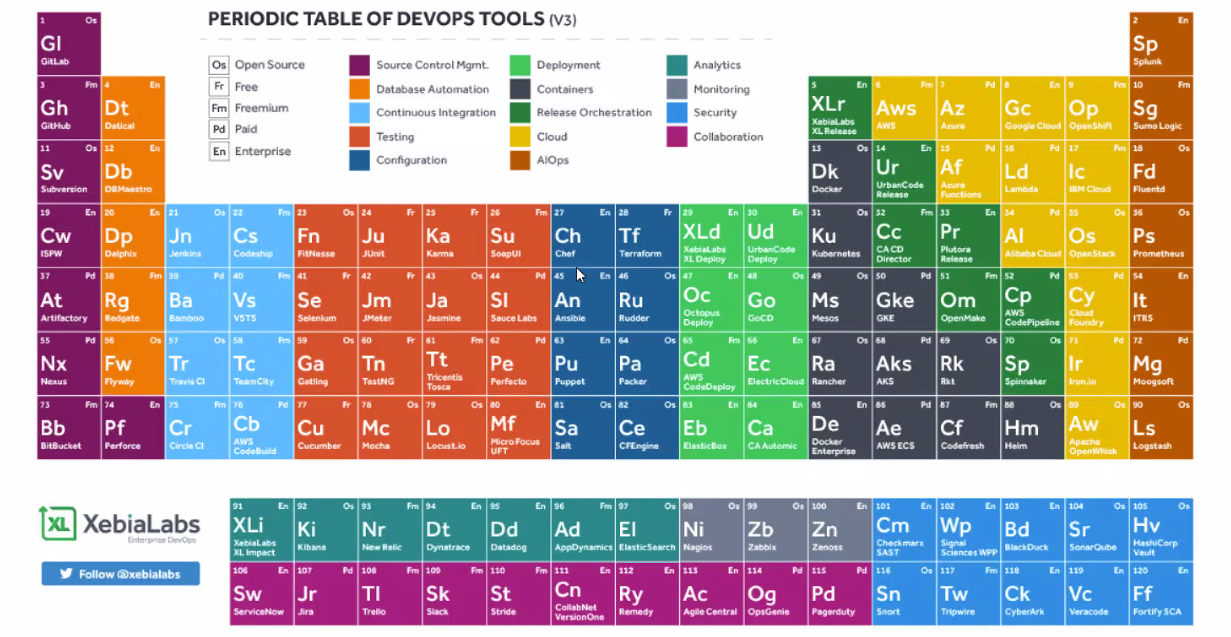 PERIODIC TABLE OF DEVOPS TOOLS (V3)
Os Open Source
Fr Free
Fm Freemium
Pd Paid
En Enterprise
Source Control Mgmt.
Database Automation
Continuous Integration
Testing
Configuration
Deployment
Containers
Release Orchestration
Cloud
AIOps
Analytics
Monitoring
Security
Collaboration
1 Os
Gl
GitLab
2 En
Sp
Splunk
3 Fm
Gh
GitHub
4 En
Dt
Datical
5 En
XLr
XebiaLabs
XL Release
6 Fm
Aws
AWS
7 Pd
Az
Azure
8 En
Gc
Google Cloud
9 Fm
Op
OpenShift
10 Fm
Sg
Sumo Logic
11 Os
Sv
Subversion
12 En
Db
DBMaestro
13 Os
Dk
Docker
14 En
Ur
UrbanCode
Release
15 Pd
Af
Azure
Functions
16 Pd
Ld
Lambda
17 Fm
Ic
IBM Cloud
18 Os
Fd
Fluentd
19 En
Cw
ISPW
20 En
Dp
Delphix
21 Os
Jn
Jenkins
22 Fm
Cs
Codeship
23 Os
Fn
FitNesse
24 Fr
Ju
JUnit
25 Fr
Ka
Karma
26 Fm
Su
SoapUI
27 En
Ch
Chef
28 Fr
Tf
Terraform
29 En
XLd
XebiaLabs
XL Deploy
30 En
Ud
UrbanCode
Deploy
31 Os
Ku
Kubernetes
32 Fm
Cc
CA CD
Director
33 En
Pr
Plutora
Release
34 Pd
Al
Alibaba Cloud
35 Os
Os
OpenStack
36 Os
Ps
Prometheus
37 Pd
At
Artifactory
38 Fm
Rg
Redgate
39 Pd
Ba
Bamboo
40 Fm
Vs
VSTS
41 Fr
Se
Selenium
42 Fr
Jm
JMeter
43 Os
Ja
Jasmine
44 Pd
Sl
Sauce Labs
45 En
An
Ansible
46 Os
Ru
Rudder
47 En
Oc
Octopus
Deploy
48 Os
Go
GoCD
49 Os
Ms
Mesos
50 Pd
Gke
GKE
51 Fm
Om
OpenMake
52 Pd
Cp
AWS
CodePipeline
53 Pd
Cy
Cloud
Foundry
54 En
It
ITRS
55 Pd
Nx
Nexus
56 Os
Fw
Flyway
57 Os
Tr
Travis CI
58 Fm
Tc
TeamCity
59 Os
Ga
Gatling
60 Fr
Tn
TestNG
61 Fm
Tt
Tricentis
Tosca
62 Pd
Pe
Perfecto
63 En
Pu
Puppet
64 Os
Pa
Packer
65 Fm
Cd
AWS
CodeDeploy
66 En
Ec
ElectricCloud
67 Os
Ra
Rancher
68 Pd
Aks
AKS
69 Os
Rk
Rkt
70 Os
Sp
Spinnaker
71 Pd
Ir
Iron.io
72 Pd
Mg
Moogsoft
73 Fm
Bb
BitBucket
74 En
Pf
Perforce
75 Fm
Cr
Circle CI
76 Pd
Cb
AWS
CodeBuild
77 Fr
Cu
Cucumber
78 Os
Mc
Mocha
79 Os
Lo
Locust.io
80 En
Mf
Micro Focus
UFT
81 Os
Sa
Salt
82 Os
Ce
CFEngine
83 En
Eb
ElasticBox
84 En
Ca
CA Automic
85 En
De
Docker
Enterprise
86 Pd
Ae
AWS ECS
87 Fm
Cf
Codefresh
88 Os
Hm
Helm
89 Os
Aw
Apache
OpenWhisk
90 Os
Ls
Logstash
XL XebiaLabs
Enterprise DevOps
Follow @xebialabs
91 En
XLi
XebiaLabs
XL Impact
92 Os
Ki
Kibana
93 Fm
Nr
New Relic
94 En
Dt
Dynatrace
95 En
Dd
Datadog
96 Fm
Ad
AppDynamics
97 Os
El
ElasticSearch
98 Os
Ni
Nagios
99 Os
Zb
Zabbix
100 En
Zn
Zenoss
101 En
Cm
Checkmarx
SAST
102 En
Wp
Signal
Sciences WPP
103 En
Bd
BlackDuck
104 Os
Sr
SonarQube
105 Os
Hv
HashiCorp
Vault
106 En
Sw
ServiceNow
107 Pd
Jr
Jira
108 Fm
Tl
Trello
109 Fm
Sk
Slack
110 Fm
St
Stride
111 En
Cn
CollabNet
VersionOne
112 En
Ry
Remedy
113 En
Ac
Agile Central
114 Pd
Og
OpsGenie
115 Pd
Pd
Pagerduty
116 Os
Sn
Snort
117 Fm
Tw
Tripwire
118 En
Ck
CyberArk
119 En
Vc
Veracode
120 En
Ff
Fortify SCA